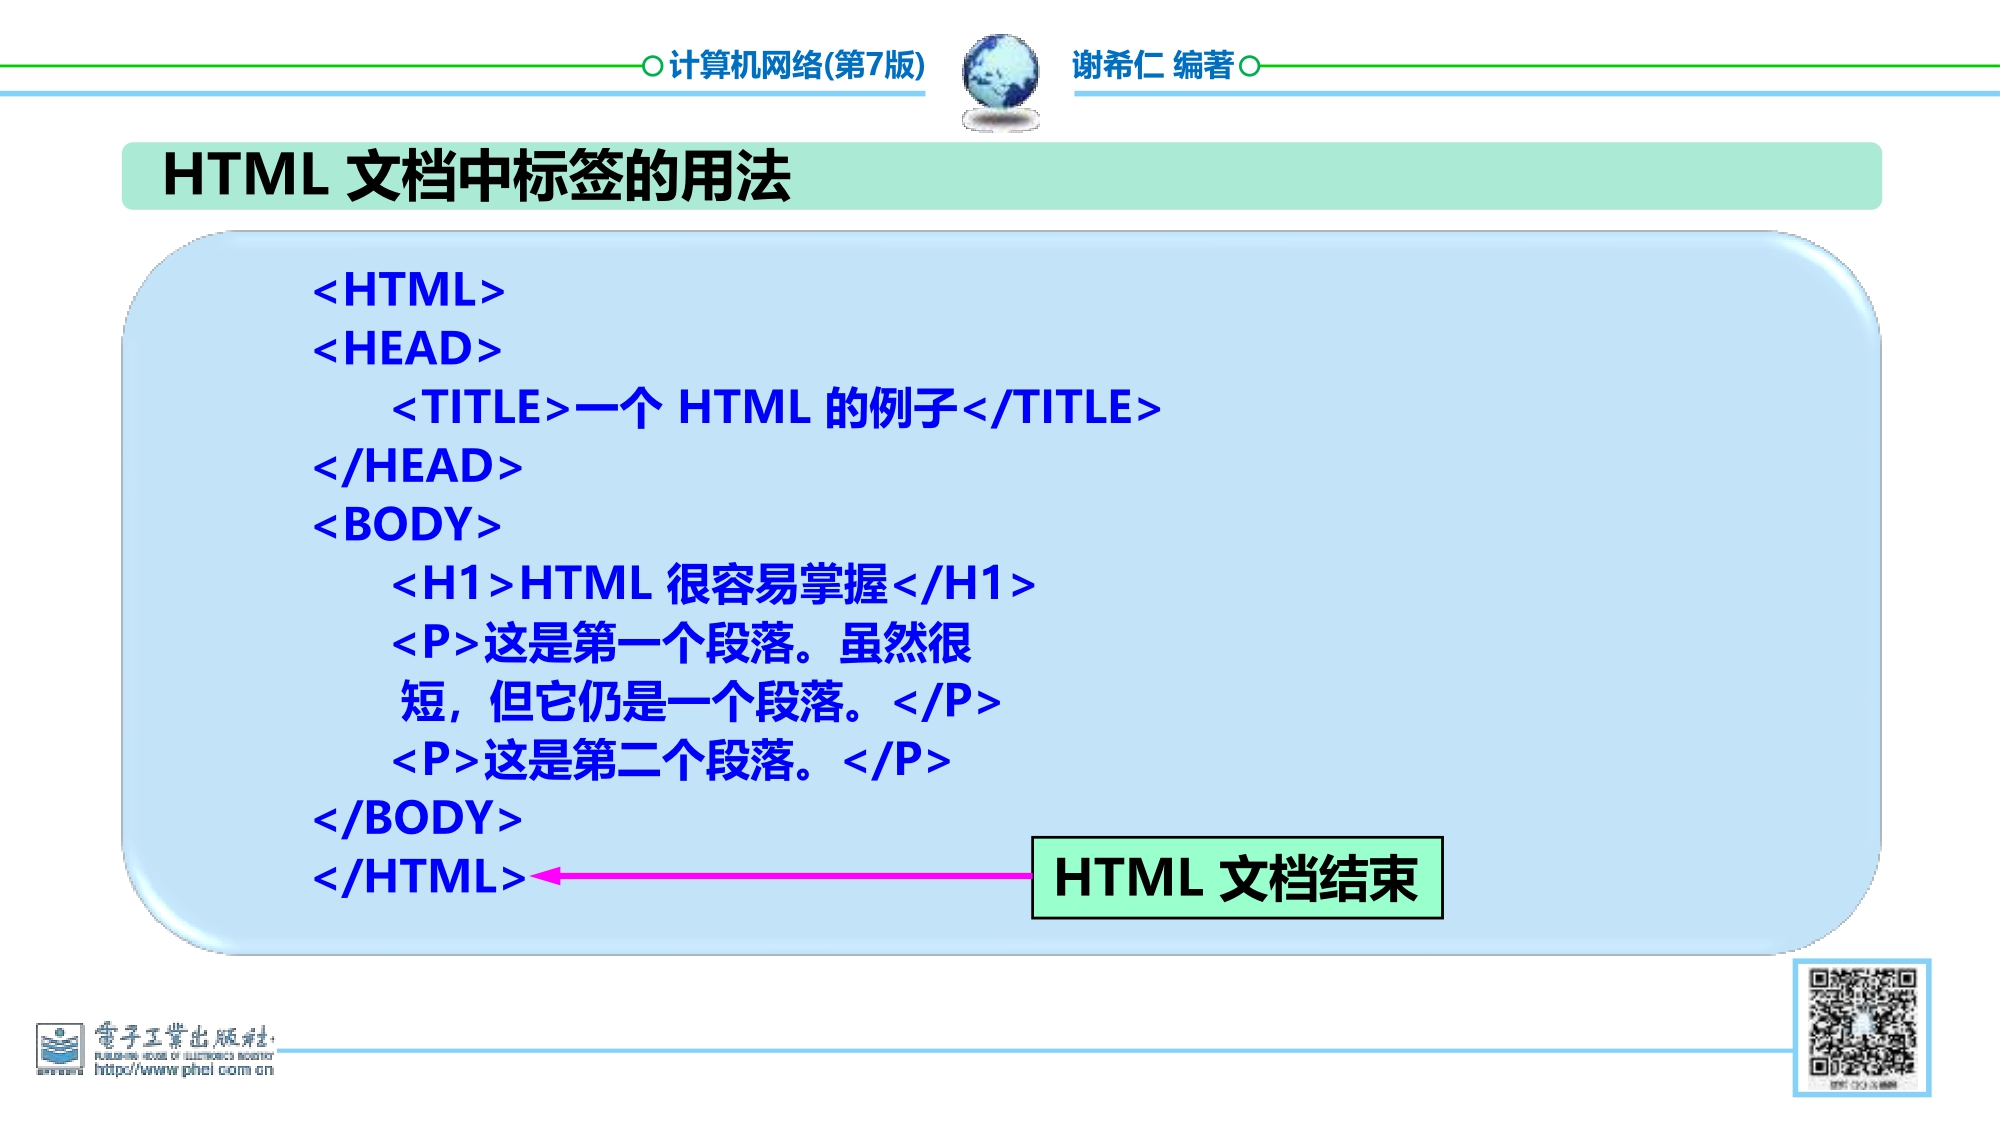 计算机网络(第7版)
谢希仁 编著
HTML 文档中标签的用法
<HTML>
<HEAD>
<TITLE>一个 HTML 的例子</TITLE>
</HEAD>
<BODY>
<H1>HTML 很容易掌握</H1>
<P>这是第一个段落。虽然很
短，但它仍是一个段落。</P>
<P>这是第二个段落。</P>
</BODY>
</HTML>
HTML 文档结束
電子工業出版社
PUBLISHING HOUSE OF ELECTRONICS INDUSTRY
http://www.phei.com.cn